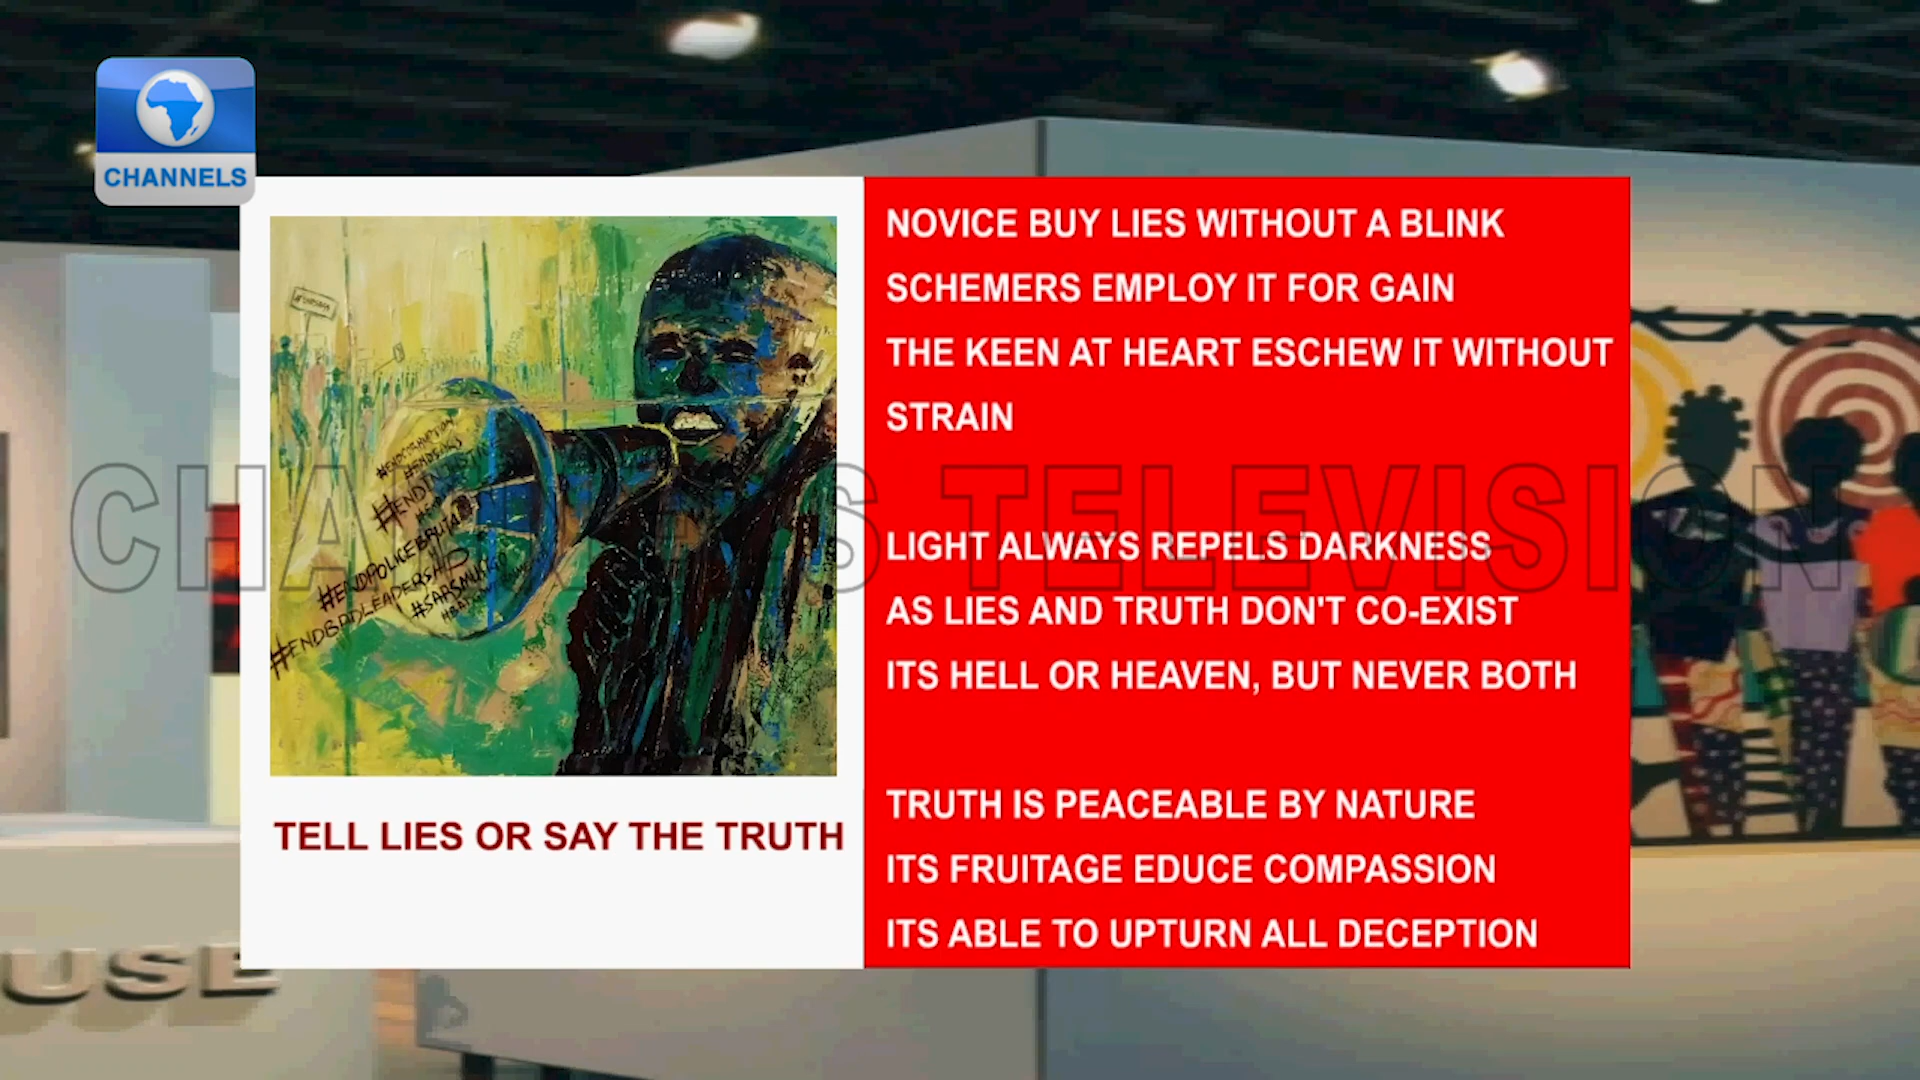 CHANNELS
NOVICE BUY LIES WITHOUT A BLINK
SCHEMERS EMPLOY IT FOR GAIN
THE KEEN AT HEART ESCHEW IT WITHOUT
STRAIN
LIGHT ALWAYS REPELS DARKNESS
AS LIES AND TRUTH DON'T CO-EXIST
ITS HELL OR HEAVEN, BUT NEVER BOTH
TRUTH IS PEACEABLE BY NATURE
ITS FRUITAGE EDUCE COMPASSION
ITS ABLE TO UPTURN ALL DECEPTION
#ENDCORRUPTION
#ENDSARS
#ENDPOLICEBRUTALITY
#ENDBADLEADERSHIP
#SARSMUSTGO
TELL LIES OR SAY THE TRUTH
CHANNELS TELEVISION
USE